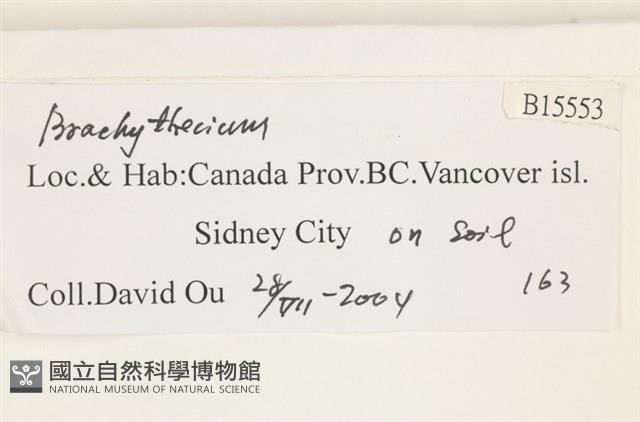 B15553
Brachythecium
Loc.& Hab:Canada Prov.BC.Vancover isl.
Sidney City on soil
Coll.David Ou 28/VII-2004 163
國立自然科學博物館
NATIONAL MUSEUM OF NATURAL SCIENCE